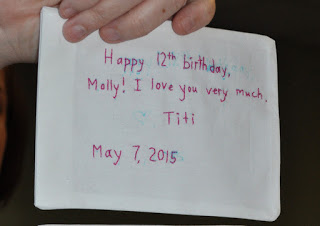 Happy 12th birthday,
Molly! I love you very much,
Titi
May 7, 2015